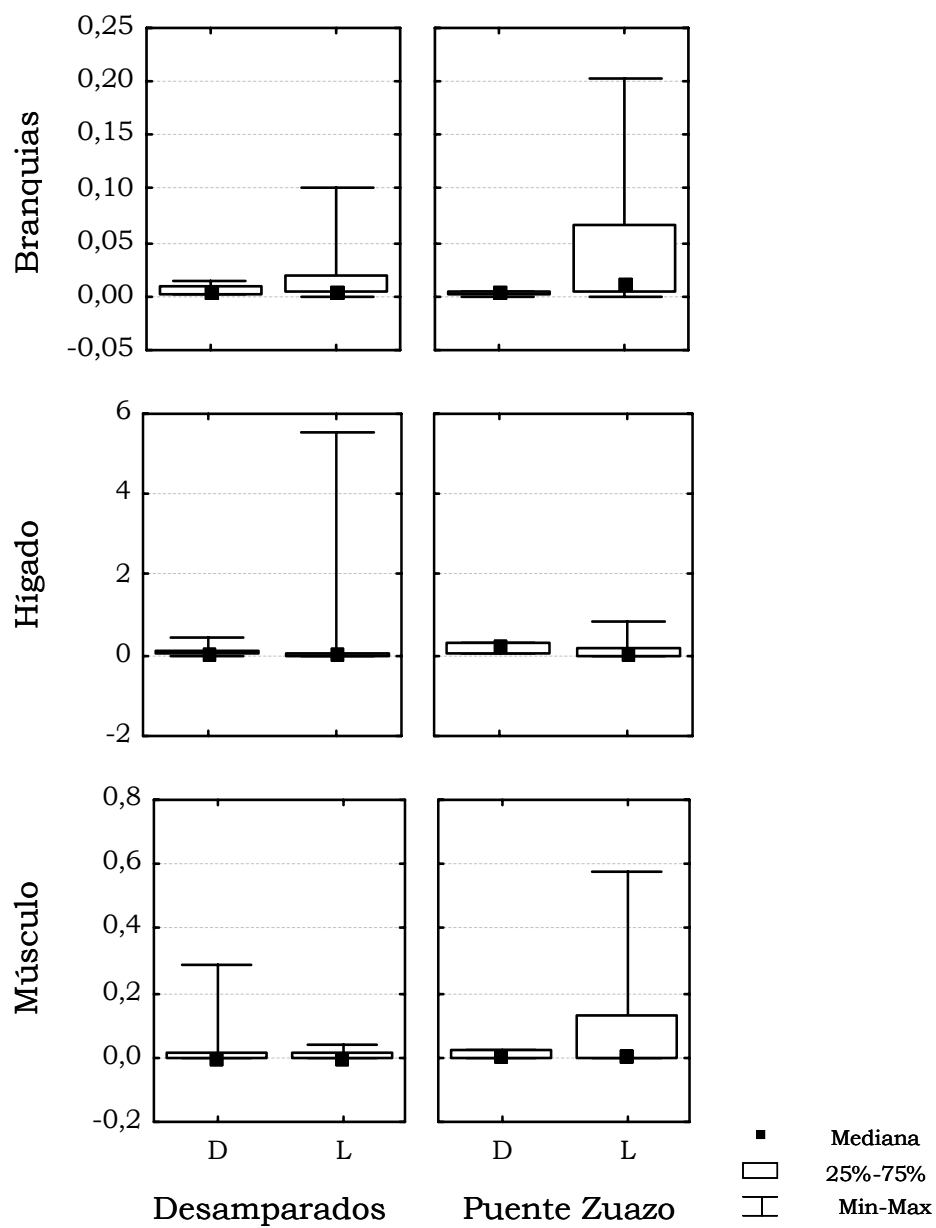 Branquias
0,25
0,20
0,15
0,10
0,05
0,00
-0,05
Hígado
6
4
2
0
-2
Músculo
0,8
0,6
0,4
0,2
0,0
-0,2
D L D L
Desamparados Puente Zuazo
Mediana
25%-75%
Min-Max